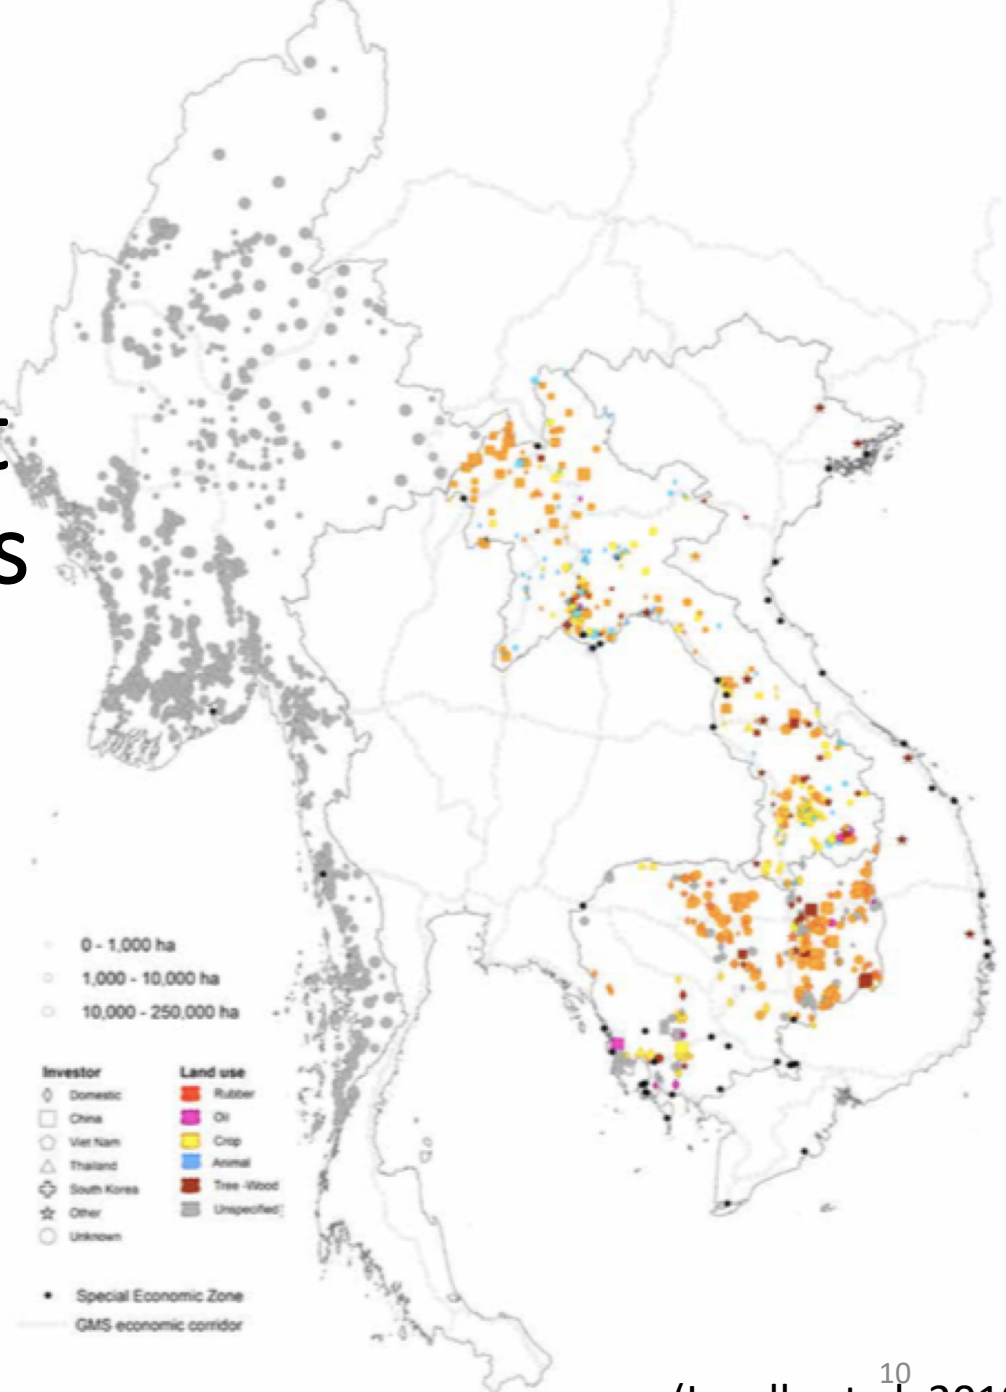 t
s
0 - 1,000 ha
1,000 - 10,000 ha
10,000 - 250,000 ha
Investor
Domestic
China
Viet Nam
Thailand
South Korea
Other
Unknown
Land use
Rubber
Oil
Crop
Animal
Tree -Wood
Unspecified
Special Economic Zone
GMS economic corridor
10